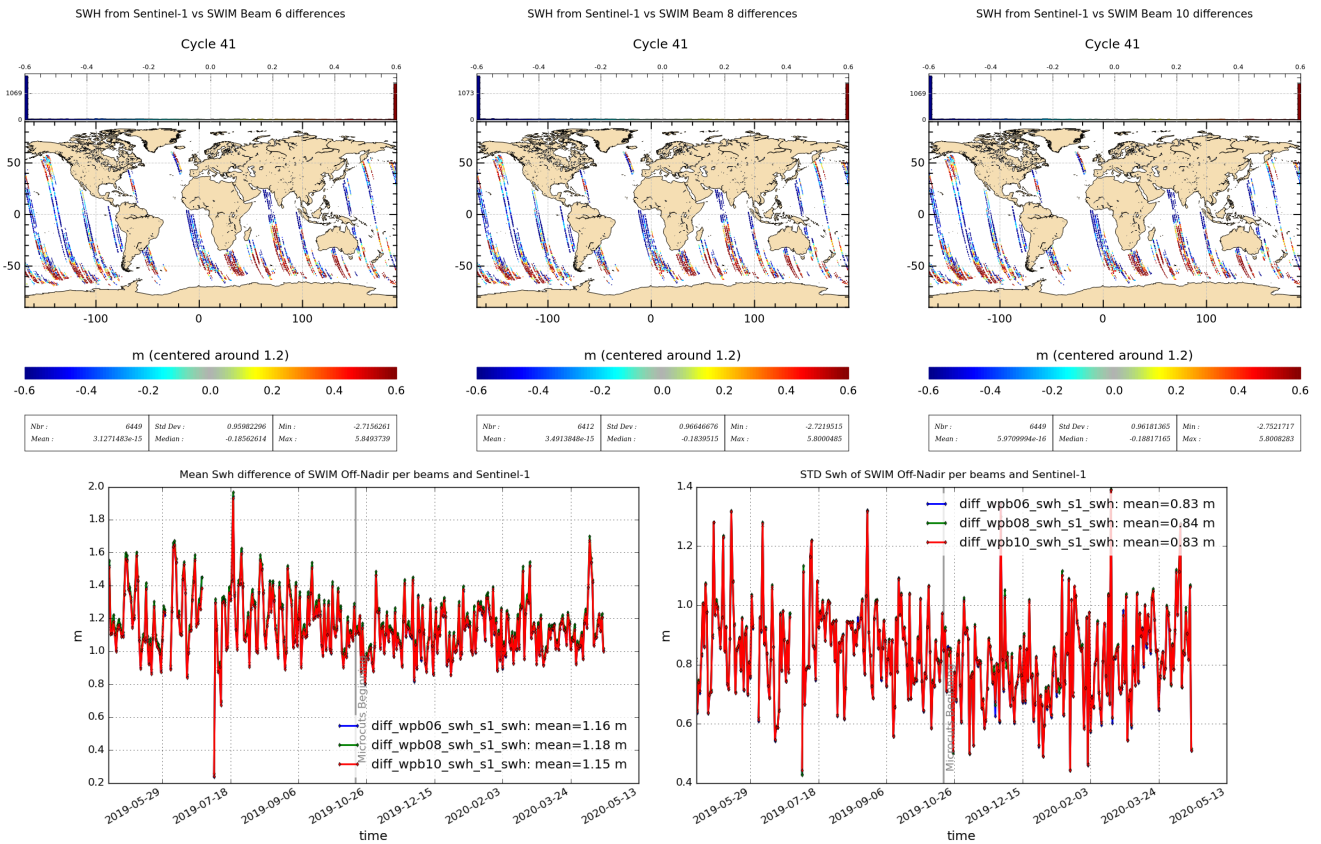 SWH from Sentinel-1 vs SWIM Beam 6 differences
Cycle 41
-0.6 -0.4 -0.2 0.0 0.2 0.4 0.6
1069
0
50
0
-50
-100 0 100
m (centered around 1.2)
-0.6 -0.4 -0.2 0.0 0.2 0.4 0.6
Nbr : 6449 Std Dev : 0.95982296 Min : -2.7156261
Mean : 3.1271483e-15 Median : -0.18562614 Max : 5.8493739
SWH from Sentinel-1 vs SWIM Beam 8 differences
Cycle 41
-0.6 -0.4 -0.2 0.0 0.2 0.4 0.6
1073
0
50
0
-50
-100 0 100
m (centered around 1.2)
-0.6 -0.4 -0.2 0.0 0.2 0.4 0.6
Nbr : 6412 Std Dev : 0.96646676 Min : -2.7219515
Mean : 3.4913848e-15 Median : -0.1839515 Max : 5.8000485
SWH from Sentinel-1 vs SWIM Beam 10 differences
Cycle 41
-0.6 -0.4 -0.2 0.0 0.2 0.4 0.6
1069
0
50
0
-50
-100 0 100
m (centered around 1.2)
-0.6 -0.4 -0.2 0.0 0.2 0.4 0.6
Nbr : 6449 Std Dev : 0.96181365 Min : -2.7521717
Mean : 5.9709994e-16 Median : -0.18817165 Max : 5.8008283
Mean Swh difference of SWIM Off-Nadir per beams and Sentinel-1
2.0
1.8
1.6
1.4
1.2
1.0
0.8
0.6
0.4
0.2
m
Microcuts Begin
diff_wpb06_swh_s1_swh: mean=1.16 m
diff_wpb08_swh_s1_swh: mean=1.18 m
diff_wpb10_swh_s1_swh: mean=1.15 m
2019-05-29 2019-07-18 2019-09-06 2019-10-26 2019-12-15 2020-02-03 2020-03-24 2020-05-13
time
STD Swh of SWIM Off-Nadir per beams and Sentinel-1
1.4
1.2
1.0
0.8
0.6
0.4
m
diff_wpb06_swh_s1_swh: mean=0.83 m
diff_wpb08_swh_s1_swh: mean=0.84 m
diff_wpb10_swh_s1_swh: mean=0.83 m
Microcuts Begin
2019-05-29 2019-07-18 2019-09-06 2019-10-26 2019-12-15 2020-02-03 2020-03-24 2020-05-13
time